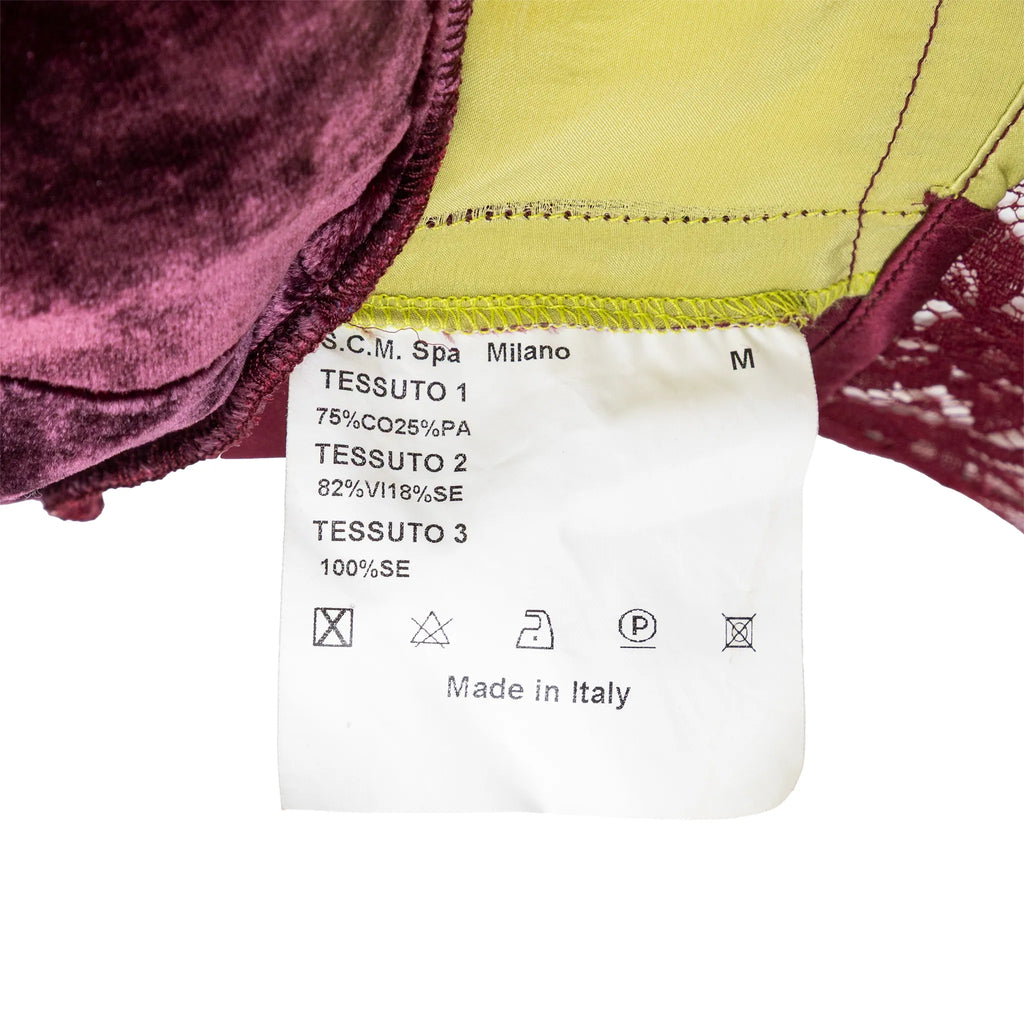 S.C.M. Spa Milano M
TESSUTO 1
75%CO25%PA
TESSUTO 2
82%VI18%SE
TESSUTO 3
100%SE
P
Made in Italy